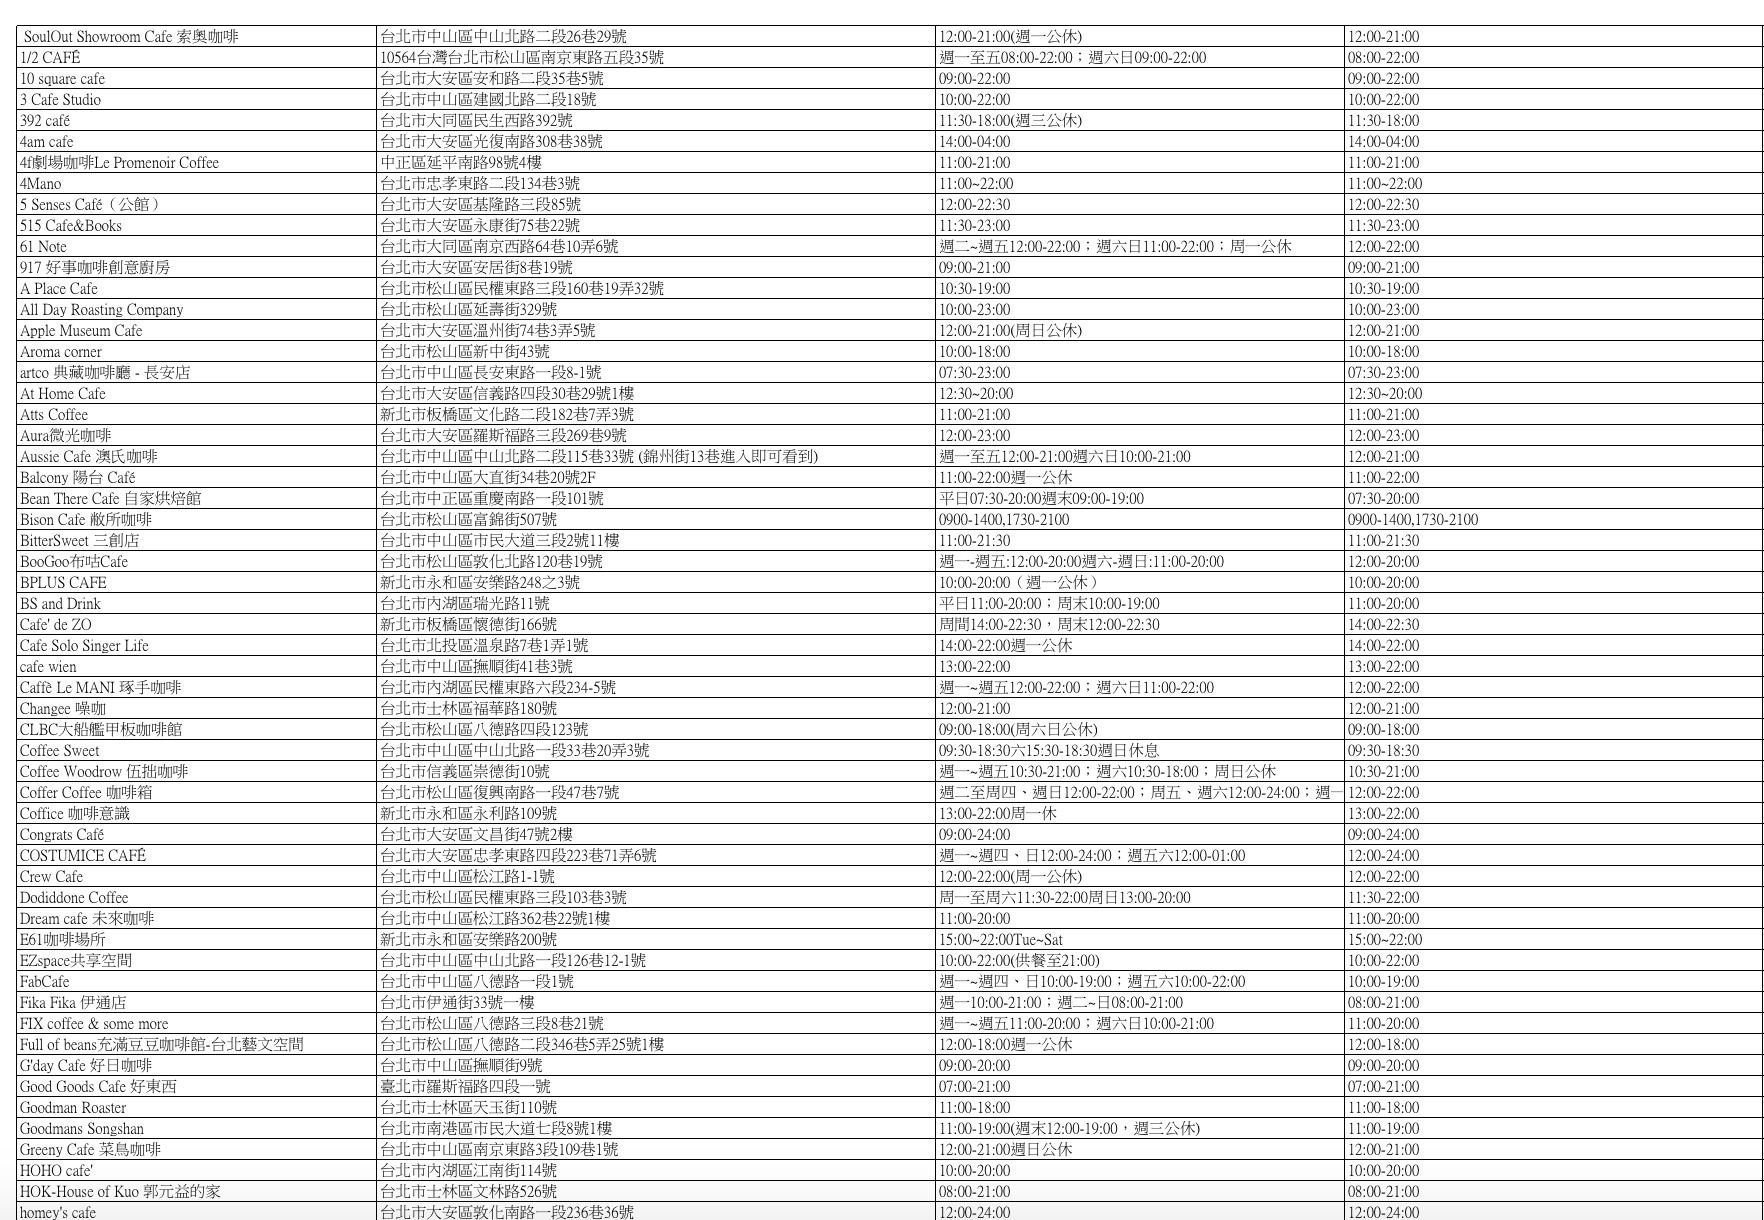 SoulOut Showroom Cafe 索奧咖啡 台北市中山區中山北路二段26巷29號 12:00-21:00(週一公休) 12:00-21:00
1/2 CAFÉ 10564台灣台北市松山區南京東路五段35號 週一至五08:00-22:00；週六日09:00-22:00 08:00-22:00
10 square cafe 台北市大安區安和路二段35巷5號 09:00-22:00 09:00-22:00
3 Cafe Studio 台北市中山區建國北路二段18號 10:00-22:00 10:00-22:00
392 café 台北市大同區民生西路392號 11:30-18:00(週三公休) 11:30-18:00
4am cafe 台北市大安區光復南路308巷38號 14:00-04:00 14:00-04:00
4f劇場咖啡Le Promenoir Coffee 中正區延平南路98號4樓 11:00-21:00 11:00-21:00
4Mano 台北市忠孝東路二段134巷3號 11:00~22:00 11:00~22:00
5 Senses Café（公館） 台北市大安區基隆路三段85號 12:00-22:30 12:00-22:30
515 Cafe&Books 台北市大安區永康街75巷22號 11:30-23:00 11:30-23:00
61 Note 台北市大同區南京西路64巷10弄6號 週二~週五12:00-22:00；週六日11:00-22:00；周一公休 12:00-22:00
917 好事咖啡創意廚房 台北市大安區安居街8巷19號 09:00-21:00 09:00-21:00
A Place Cafe 台北市松山區民權東路三段160巷19弄32號 10:30-19:00 10:30-19:00
All Day Roasting Company 台北市松山區延壽街329號 10:00-23:00 10:00-23:00
Apple Museum Cafe 台北市大安區溫州街74巷3弄5號 12:00-21:00(周日公休) 12:00-21:00
Aroma corner 台北市松山區新中街43號 10:00-18:00 10:00-18:00
artco 典藏咖啡廳 - 長安店 台北市中山區長安東路一段8-1號 07:30-23:00 07:30-23:00
At Home Cafe 台北市大安區信義路四段30巷29號1樓 12:30~20:00 12:30~20:00
Atts Coffee 新北市板橋區文化路二段182巷7弄3號 11:00-21:00 11:00-21:00
Aura微光咖啡 台北市大安區羅斯福路三段269巷9號 12:00-23:00 12:00-23:00
Aussie Cafe 澳氏咖啡 台北市中山區中山北路二段115巷33號 (錦州街13巷進入即可看到) 週一至五12:00-21:00週六日10:00-21:00 12:00-21:00
Balcony 陽台 Café 台北市中山區大直街34巷20號2F 11:00-22:00週一公休 11:00-22:00
Bean There Cafe 自家烘焙館 台北市中正區重慶南路一段101號 平日07:30-20:00週末09:00-19:00 07:30-20:00
Bison Cafe 敝所咖啡 台北市松山區富錦街507號 0900-1400,1730-2100 0900-1400,1730-2100
BitterSweet 三創店 台北市中山區市民大道三段2號11樓 11:00-21:30 11:00-21:30
BooGoo布咕Cafe 台北市松山區敦化北路120巷19號 週一-週五:12:00-20:00週六-週日:11:00-20:00 12:00-20:00
BPLUS CAFE 新北市永和區安樂路248之3號 10:00-20:00（週一公休） 10:00-20:00
BS and Drink 台北市內湖區瑞光路11號 平日11:00-20:00；周末10:00-19:00 11:00-20:00
Cafe' de ZO 新北市板橋區懷德街166號 周間14:00-22:30，周末12:00-22:30 14:00-22:30
Cafe Solo Singer Life 台北市北投區溫泉路7巷1弄1號 14:00-22:00週一公休 14:00-22:00
cafe wien 台北市中山區撫順街41巷3號 13:00-22:00 13:00-22:00
Caffè Le MANI 琢手咖啡 台北市內湖區民權東路六段234-5號 週一~週五12:00-22:00；週六日11:00-22:00 12:00-22:00
Changee 噪咖 台北市士林區福華路180號 12:00-21:00 12:00-21:00
CLBC大船艦甲板咖啡館 台北市松山區八德路四段123號 09:00-18:00(周六日公休) 09:00-18:00
Coffee Sweet 台北市中山區中山北路一段33巷20弄3號 09:30-18:30六15:30-18:30週日休息 09:30-18:30
Coffee Woodrow 伍拙咖啡 台北市信義區崇德街10號 週一~週五10:30-21:00；週六10:30-18:00；周日公休 10:30-21:00
Coffer Coffee 咖啡箱 台北市松山區復興南路一段47巷7號 週二至周四、週日12:00-22:00；周五、週六12:00-24:00；週一 12:00-22:00
Coffice 咖啡意識 新北市永和區永利路109號 13:00-22:00周一休 13:00-22:00
Congrats Café 台北市大安區文昌街47號2樓 09:00-24:00 09:00-24:00
COSTUMICE CAFÉ 台北市大安區忠孝東路四段223巷71弄6號 週一~週四、日12:00-24:00；週五六12:00-01:00 12:00-24:00
Crew Cafe 台北市中山區松江路1-1號 12:00-22:00(周一公休) 12:00-22:00
Dodiddone Coffee 台北市松山區民權東路三段103巷3號 周一至周六11:30-22:00周日13:00-20:00 11:30-22:00
Dream cafe 未來咖啡 台北市中山區松江路362巷22號1樓 11:00-20:00 11:00-20:00
E61咖啡場所 新北市永和區安樂路200號 15:00~22:00Tue~Sat 15:00~22:00
EZspace共享空間 台北市中山區中山北路一段126巷12-1號 10:00-22:00(供餐至21:00) 10:00-22:00
FabCafe 台北市中山區八德路一段1號 週一~週四、日10:00-19:00；週五六10:00-22:00 10:00-19:00
Fika Fika 伊通店 台北市伊通街33號一樓 週一10:00-21:00；週二~日08:00-21:00 08:00-21:00
FIX coffee & some more 台北市松山區八德路三段8巷21號 週一~週五11:00-20:00；週六日10:00-21:00 11:00-20:00
Full of beans充滿豆豆咖啡館-台北藝文空間 台北市松山區八德路二段346巷5弄25號1樓 12:00-18:00週一公休 12:00-18:00
G'day Cafe 好日咖啡 台北市中山區撫順街9號 09:00-20:00 09:00-20:00
Good Goods Cafe 好東西 臺北市羅斯福路四段一號 07:00-21:00 07:00-21:00
Goodman Roaster 台北市士林區天玉街110號 11:00-18:00 11:00-18:00
Goodmans Songshan 台北市南港區市民大道七段8號1樓 11:00-19:00(週末12:00-19:00，週三公休) 11:00-19:00
Greeny Cafe 菜鳥咖啡 台北市中山區南京東路3段109巷1號 12:00-21:00週日公休 12:00-21:00
HOHO cafe' 台北市內湖區江南街114號 10:00-20:00 10:00-20:00
HOK-House of Kuo 郭元益的家 台北市士林區文林路526號 08:00-21:00 08:00-21:00
homey's cafe 台北市大安區敦化南路一段236巷36號 12:00-24:00 12:00-24:00